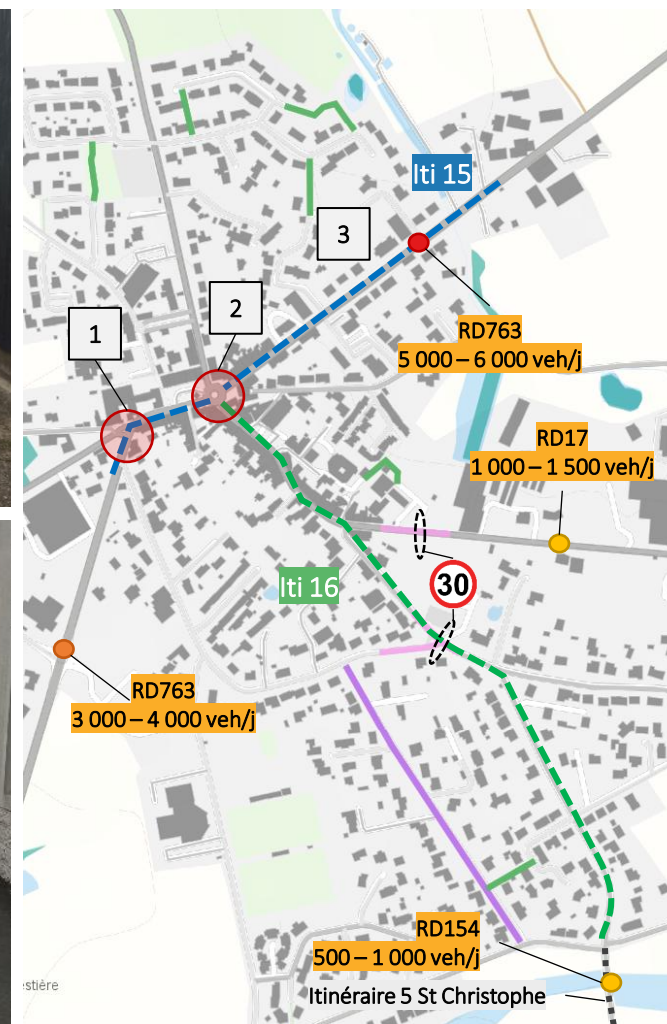 Iti 15
3
2
1
RD763
5 000 – 6 000 veh/j
RD17
1 000 – 1 500 veh/j
Iti 16
30
RD763
3 000 – 4 000 veh/j
RD154
500 – 1 000 veh/j
estière
Itinéraire 5 St Christophe